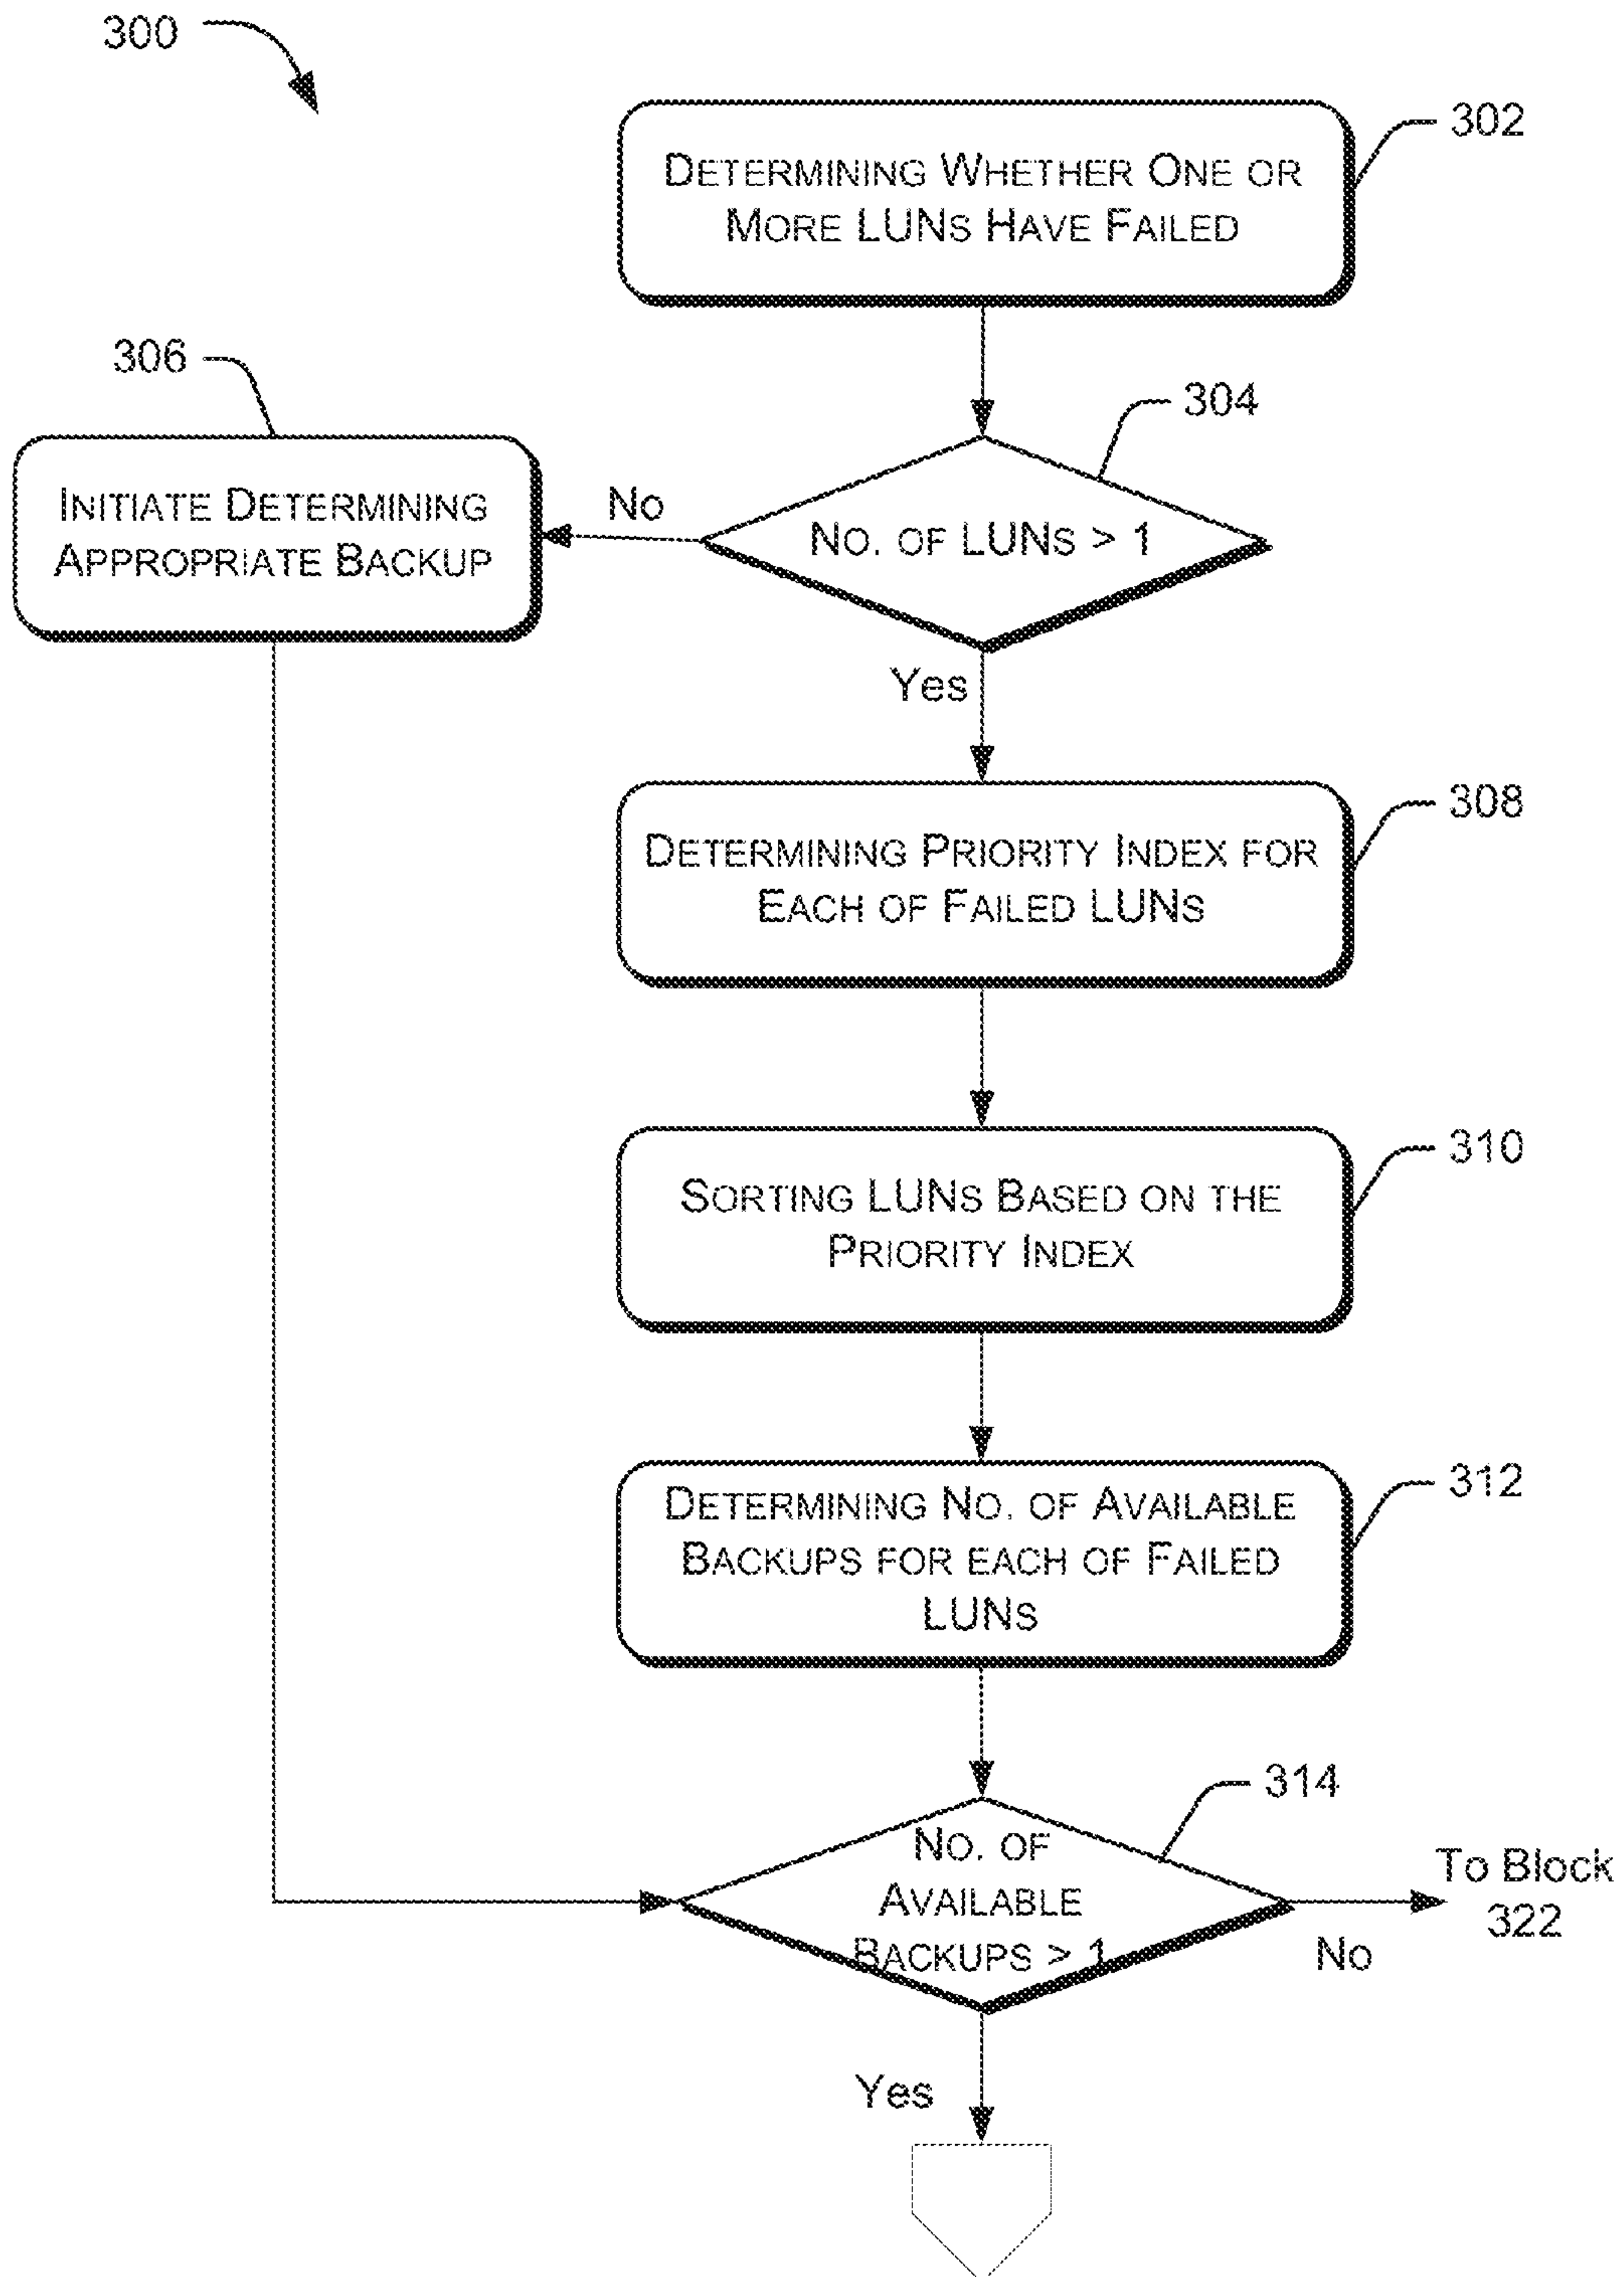 300
302
DETERMINING WHETHER ONE OR
MORE LUNS HAVE FAILED
306
304
INITIATE DETERMINING
APPROPRIATE BACKUP
No
NO. OF LUNS > 1
Yes
308
DETERMINING PRIORITY INDEX FOR
EACH OF FAILED LUNS
310
SORTING LUNS BASED ON THE
PRIORITY INDEX
312
DETERMINING NO. OF AVAILABLE
BACKUPS FOR EACH OF FAILED
LUNS
314
NO. OF
AVAILABLE
BACKUPS > 1
To Block
322
No
Yes